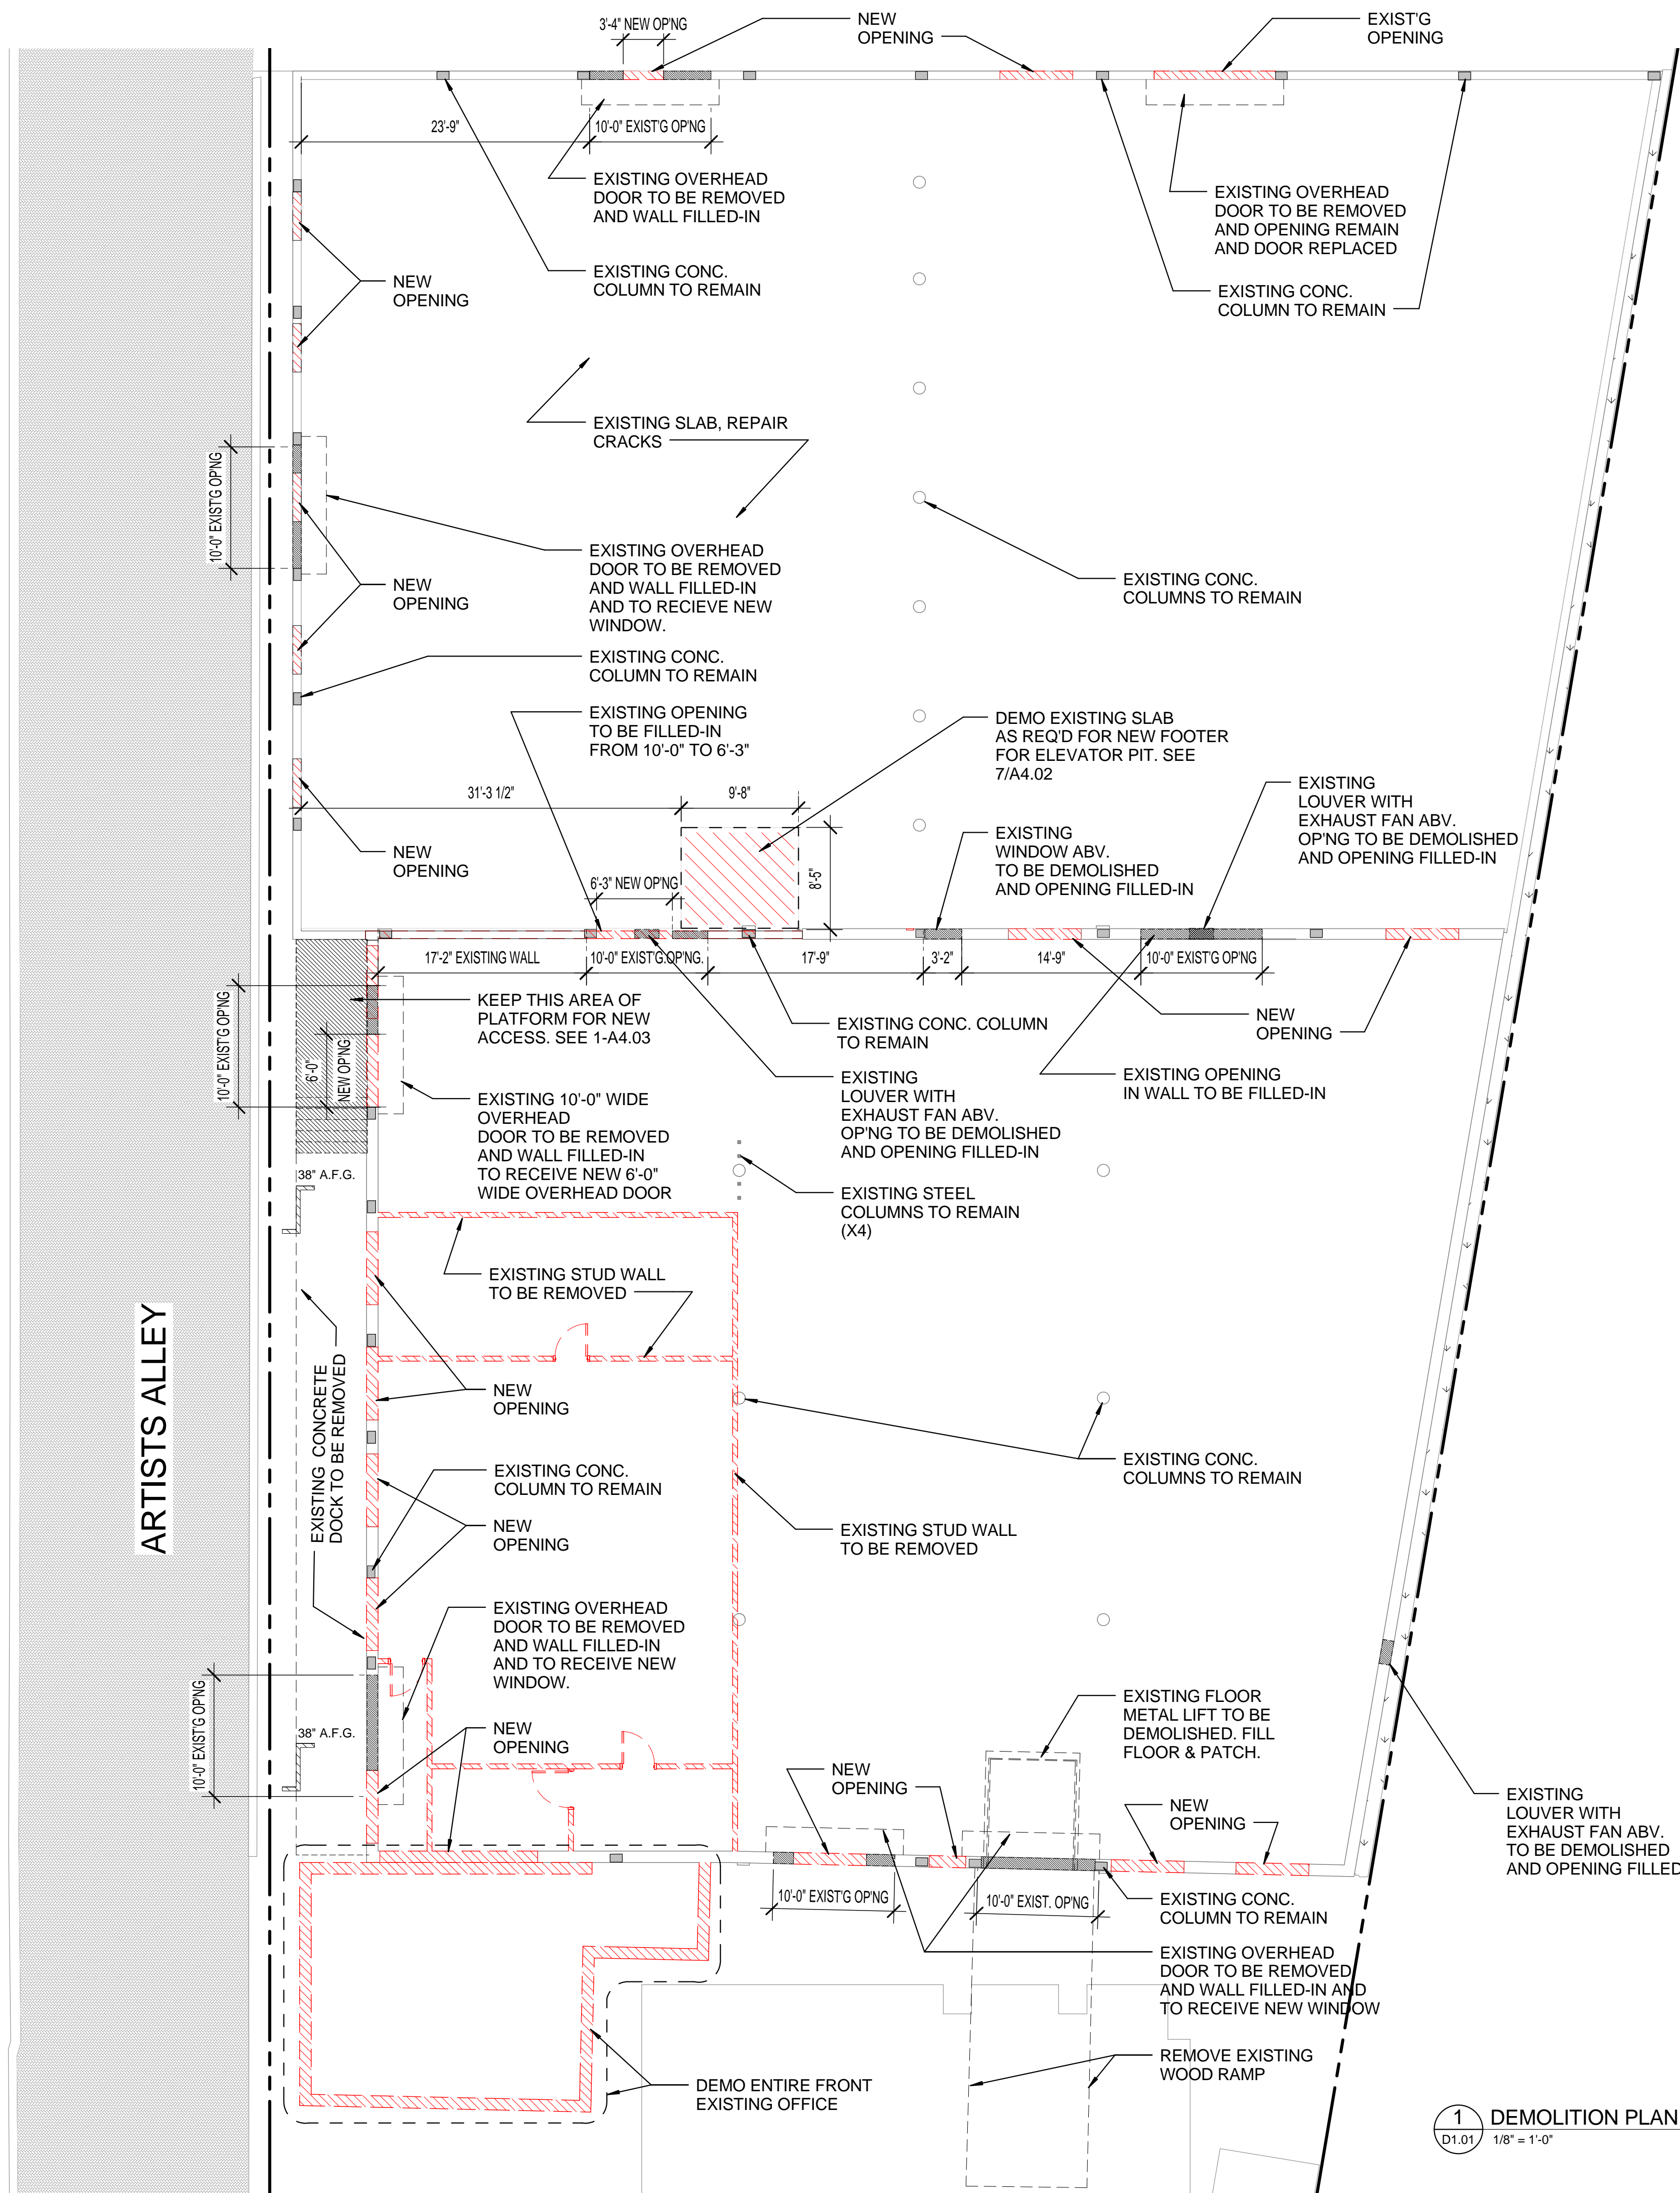 3'-4" NEW OP'NG
NEW
OPENING
EXIST'G
OPENING
23'-9"
10'-0" EXIST'G OP'NG
EXISTING OVERHEAD
DOOR TO BE REMOVED
AND WALL FILLED-IN
EXISTING OVERHEAD
DOOR TO BE REMOVED
AND OPENING REMAIN
AND DOOR REPLACED
EXISTING CONC.
COLUMN TO REMAIN
NEW
OPENING
EXISTING CONC.
COLUMN TO REMAIN
EXISTING SLAB, REPAIR
CRACKS
10'-0" EXIST'G OP'NG
EXISTING OVERHEAD
DOOR TO BE REMOVED
AND WALL FILLED-IN
AND TO RECIEVE NEW
WINDOW.
NEW
OPENING
EXISTING CONC.
COLUMNS TO REMAIN
EXISTING CONC.
COLUMN TO REMAIN
EXISTING OPENING
TO BE FILLED-IN
FROM 10'-0" TO 6'-3"
DEMO EXISTING SLAB
AS REQ'D FOR NEW FOOTER
FOR ELEVATOR PIT. SEE
7/A4.02
31'-3 1/2"
9'-8"
EXISTING
LOUVER WITH
EXHAUST FAN ABV.
OP'NG TO BE DEMOLISHED
AND OPENING FILLED-IN
NEW
OPENING
6'-3" NEW OP'NG
8'-5"
EXISTING
WINDOW ABV.
TO BE DEMOLISHED
AND OPENING FILLED-IN
17'-2" EXISTING WALL
10'-0" EXIST'G.OP'NG.
17'-9"
3'-2"
14'-9"
10'-0" EXIST'G OP'NG
10'-0" EXIST'G OP'NG
6'-0"
NEW OP'NG
KEEP THIS AREA OF
PLATFORM FOR NEW
ACCESS. SEE 1-A4.03
EXISTING CONC. COLUMN
TO REMAIN
NEW
OPENING
EXISTING
LOUVER WITH
EXHAUST FAN ABV.
OP'NG TO BE DEMOLISHED
AND OPENING FILLED-IN
EXISTING OPENING
IN WALL TO BE FILLED-IN
EXISTING 10'-0" WIDE
OVERHEAD
DOOR TO BE REMOVED
AND WALL FILLED-IN
TO RECEIVE NEW 6'-0"
WIDE OVERHEAD DOOR
38" A.F.G.
EXISTING STEEL
COLUMNS TO REMAIN
(X4)
EXISTING STUD WALL
TO BE REMOVED
ARTISTS ALLEY
EXISTING CONCRETE
DOCK TO BE REMOVED
NEW
OPENING
EXISTING CONC.
COLUMNS TO REMAIN
EXISTING CONC.
COLUMN TO REMAIN
NEW
OPENING
EXISTING STUD WALL
TO BE REMOVED
EXISTING OVERHEAD
DOOR TO BE REMOVED
AND WALL FILLED-IN
AND TO RECEIVE NEW
WINDOW.
10'-0" EXIST'G OP'NG
38" A.F.G.
NEW
OPENING
EXISTING FLOOR
METAL LIFT TO BE
DEMOLISHED. FILL
FLOOR & PATCH.
NEW
OPENING
NEW
OPENING
EXISTING
LOUVER WITH
EXHAUST FAN ABV.
TO BE DEMOLISHED
AND OPENING FILLED
10'-0" EXIST'G OP'NG
10'-0" EXIST. OP'NG
EXISTING CONC.
COLUMN TO REMAIN
EXISTING OVERHEAD
DOOR TO BE REMOVED
AND WALL FILLED-IN AND
TO RECEIVE NEW WINDOW
REMOVE EXISTING
WOOD RAMP
DEMO ENTIRE FRONT
EXISTING OFFICE
1
D1.01
DEMOLITION PLAN
1/8" = 1'-0"